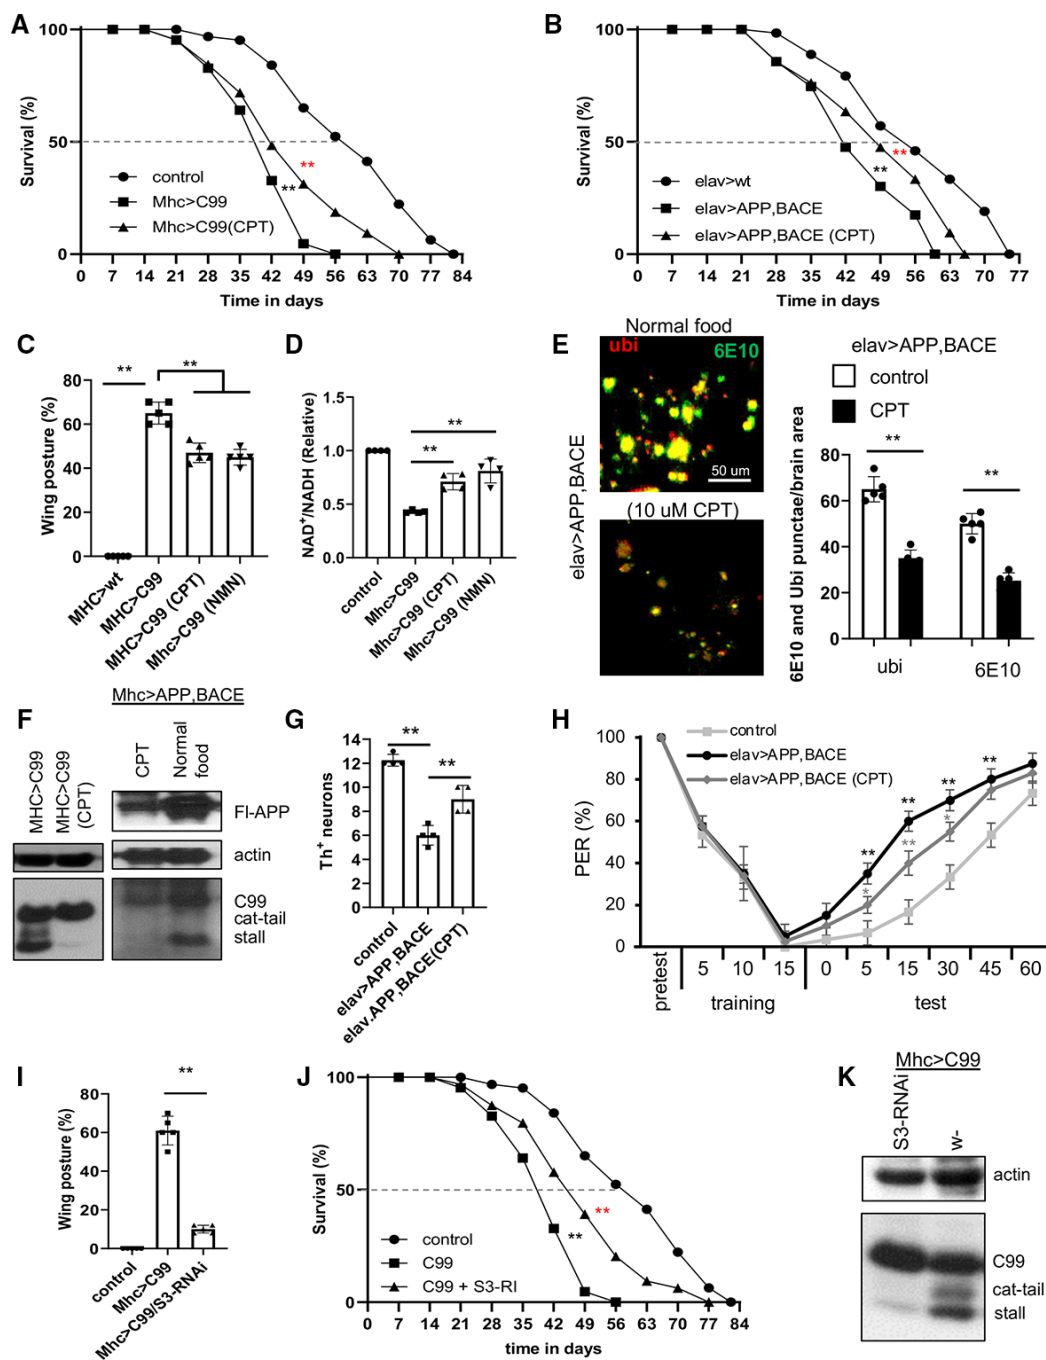 A
100
50
0
Survival (%)
control
**
**
Mhc>C99
Mhc>C99(CPT)
0 7 14 21 28 35 42 49 56 63 70 77 84
Time in days
B
100
50
0
Survival (%)
**
**
elav>wt
elav>APP,BACE
elav>APP,BACE (CPT)
0 7 14 21 28 35 42 49 56 63 70 77
Time in days
C
** **
80
60
40
20
0
Wing posture (%)
MHC>wt
MHC>C99
MHC>C99 (CPT)
Mhc>C99 (NMN)
D
1.5
1.0
0.5
0.0
NAD+/NADH (Relative)
**
**
control
Mhc>C99
Mhc>C99 (CPT)
Mhc>C99 (NMN)
E
Normal food
ubi 6E10
50 um
(10 uM CPT)
elav>APP,BACE
elav>APP,BACE
control
CPT
**
**
80
60
40
20
0
6E10 and Ubi punctae/brain area
ubi 6E10
F
Mhc>APP,BACE
MHC>C99
MHC>C99
(CPT)
CPT
Normal
food
Fl-APP
actin
C99
cat-tail
stall
G
14
12
10
8
6
4
2
0
Th+ neurons
**
**
control
elav>APP,BACE
elav.APP,BACE(CPT)
H
control
elav>APP,BACE
elav>APP,BACE (CPT)
100
80
60
40
20
0
PER (%)
**
*
**
**
**
*
**
pretest
5 10 15 0 5 15 30 45 60
training test
I
**
80
60
40
20
0
Wing posture (%)
control
Mhc>C99
Mhc>C99/S3-RNAi
J
100
50
0
Survival (%)
**
**
control
C99
C99 + S3-RI
0 7 14 21 28 35 42 49 56 63 70 77 84
time in days
K
Mhc>C99
S3-RNAi
w-
actin
C99
cat-tail
stall